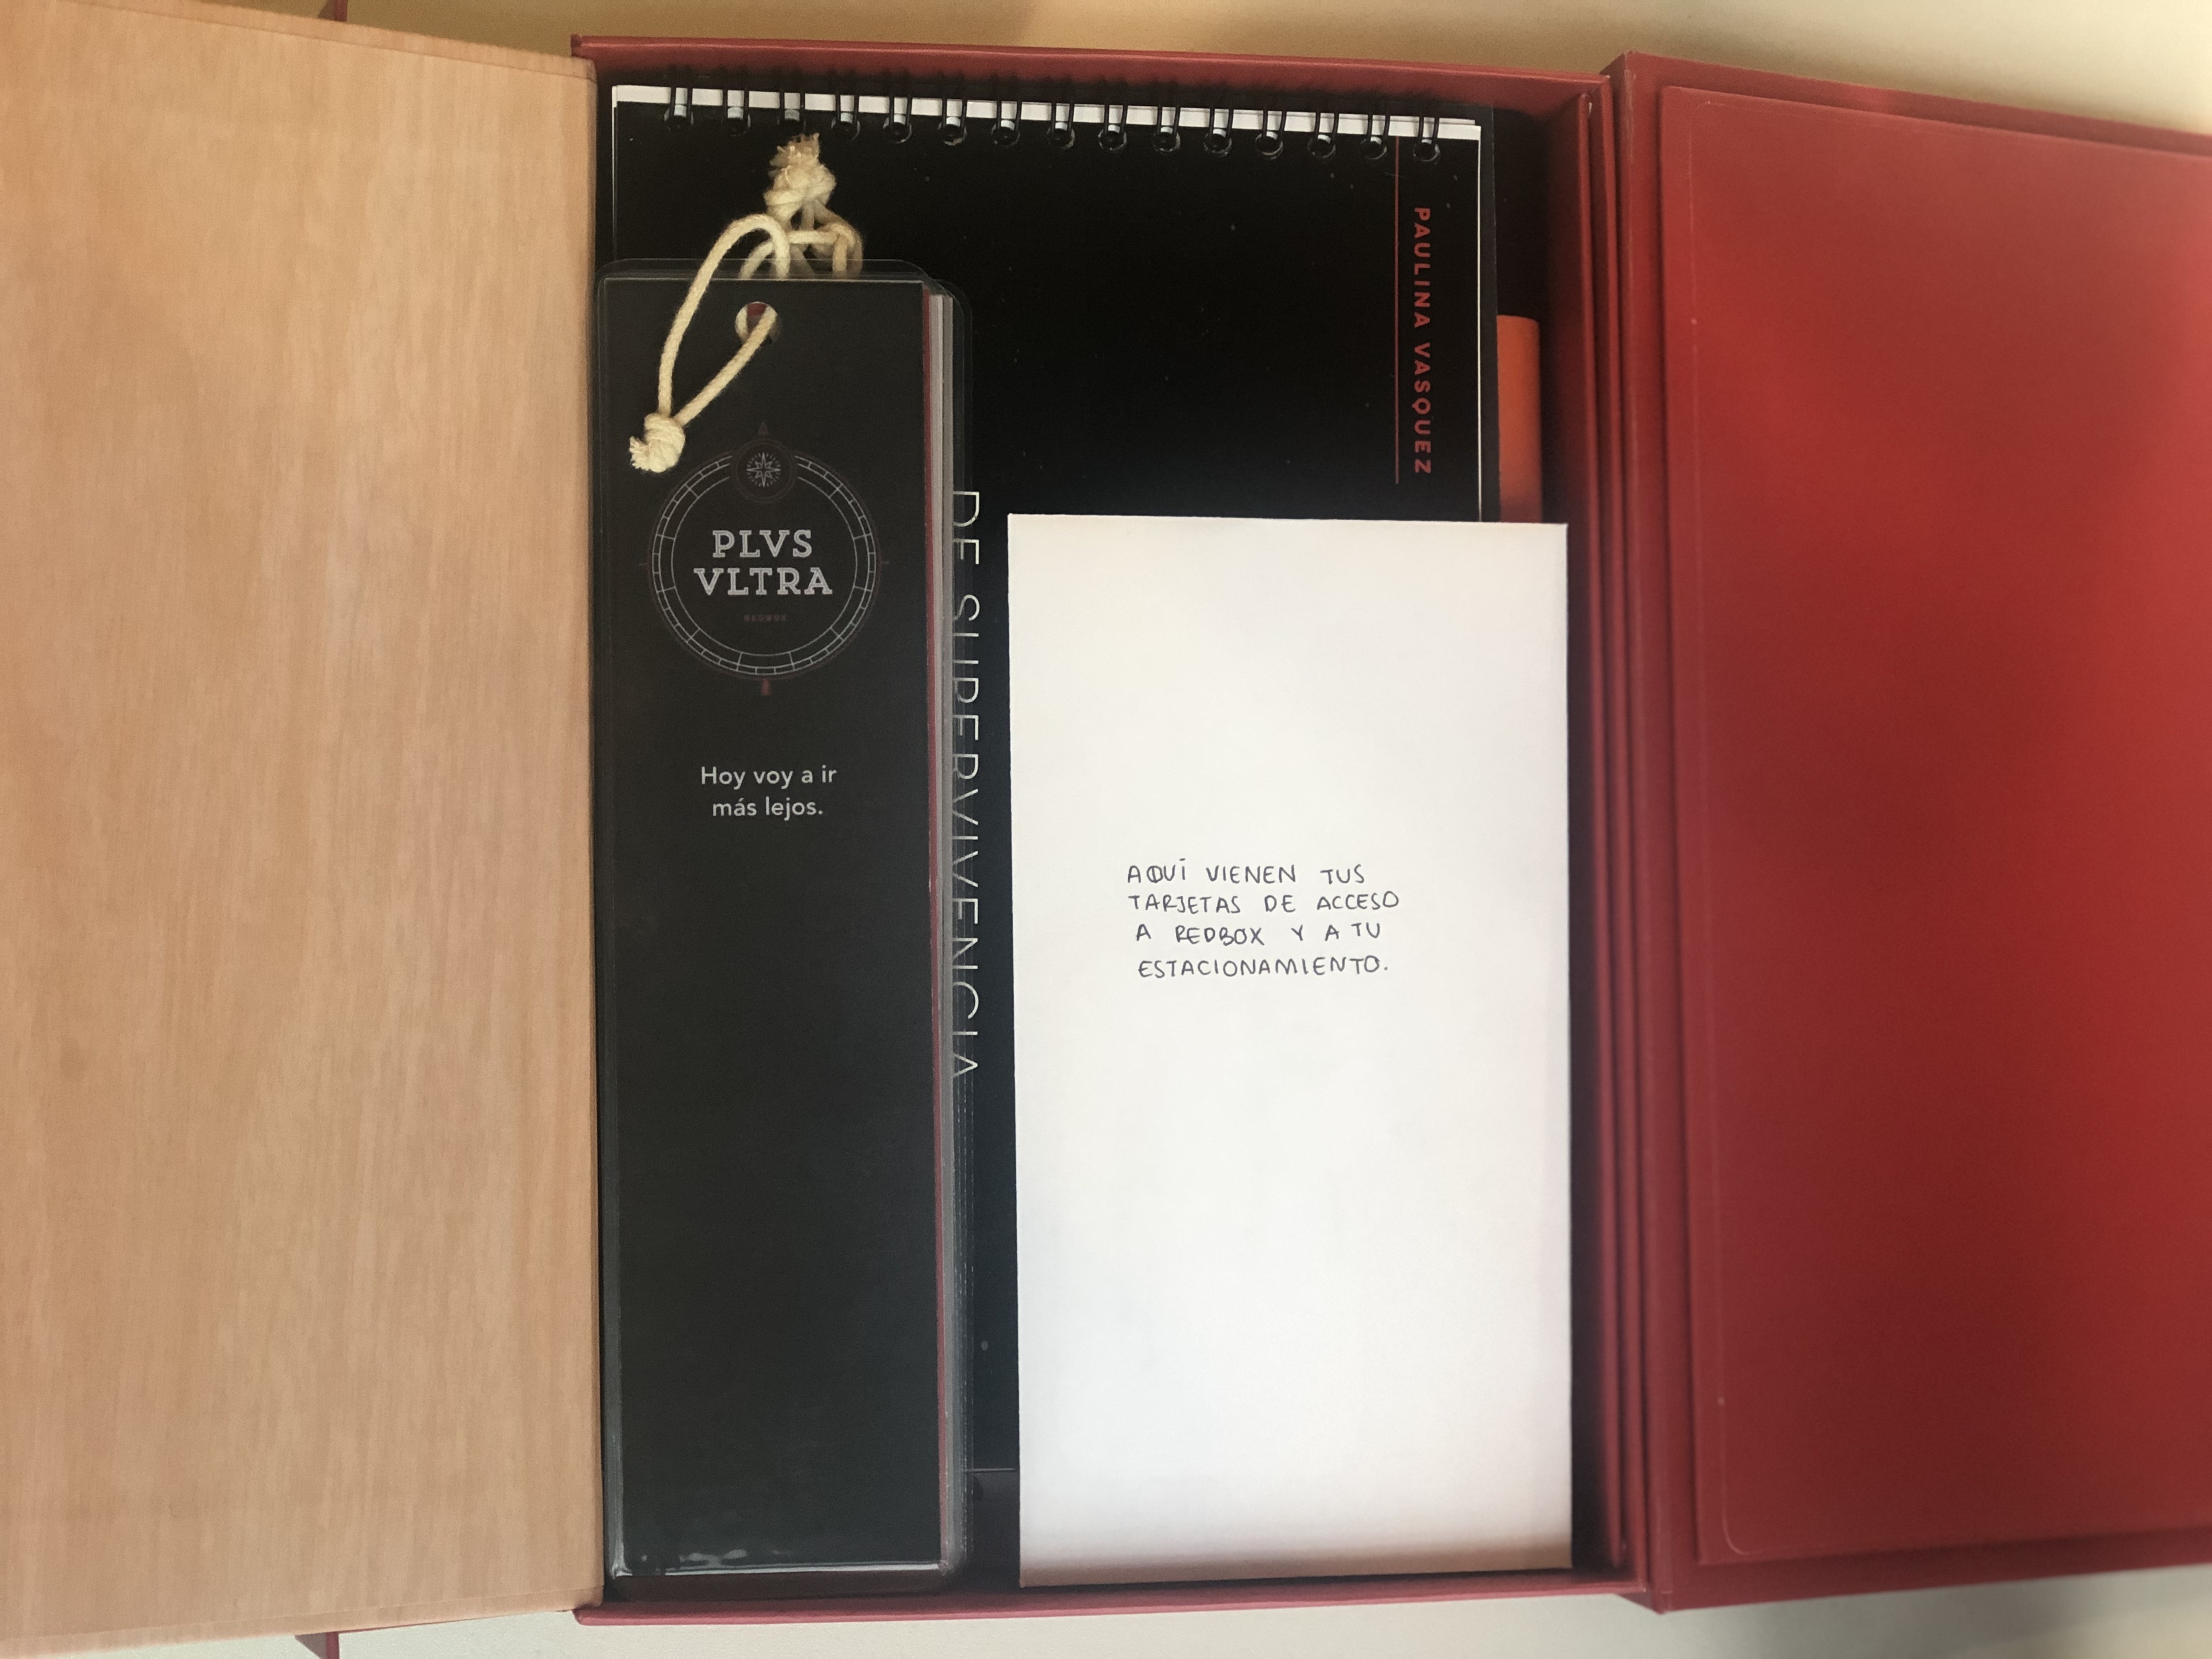 PAULINA VASQUEZ
DE SUPERVIVENCIA
PLVS
VLTRA
REDBOX
Hoy voy a ir
más lejos.
AQUÍ VIENEN TUS
TARJETAS DE ACCESO
A REDBOX Y A TU
ESTACIONAMIENTO.